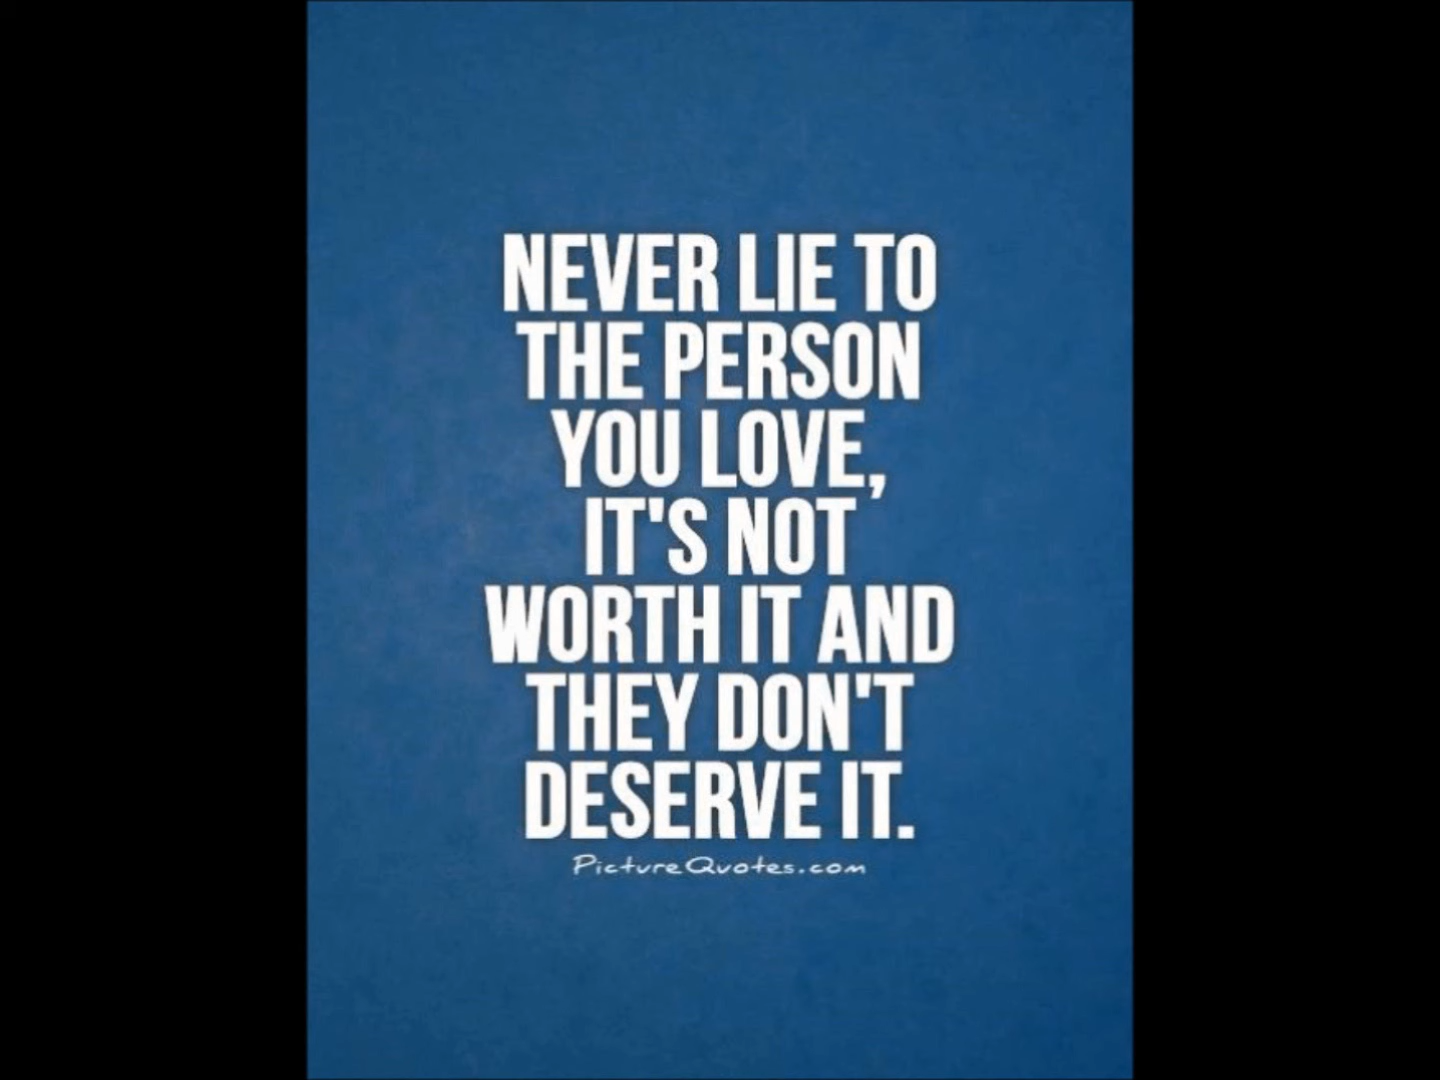 NEVER LIE TO
THE PERSON
YOU LOVE,
IT'S NOT
WORTH IT AND
THEY DON'T
DESERVE IT.
PictureQuotes.com